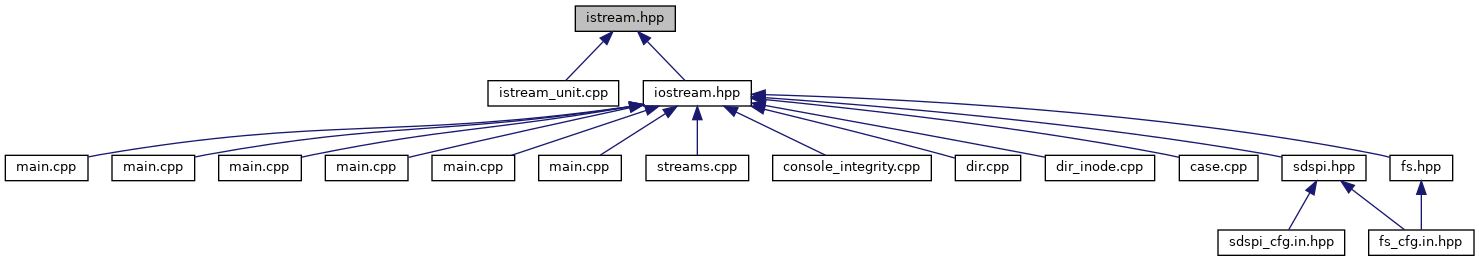 istream.hpp
istream_unit.cpp
iostream.hpp
main.cpp
main.cpp
main.cpp
main.cpp
main.cpp
main.cpp
streams.cpp
console_integrity.cpp
dir.cpp
dir_inode.cpp
case.cpp
sdspi.hpp
fs.hpp
sdspi_cfg.in.hpp
fs_cfg.in.hpp